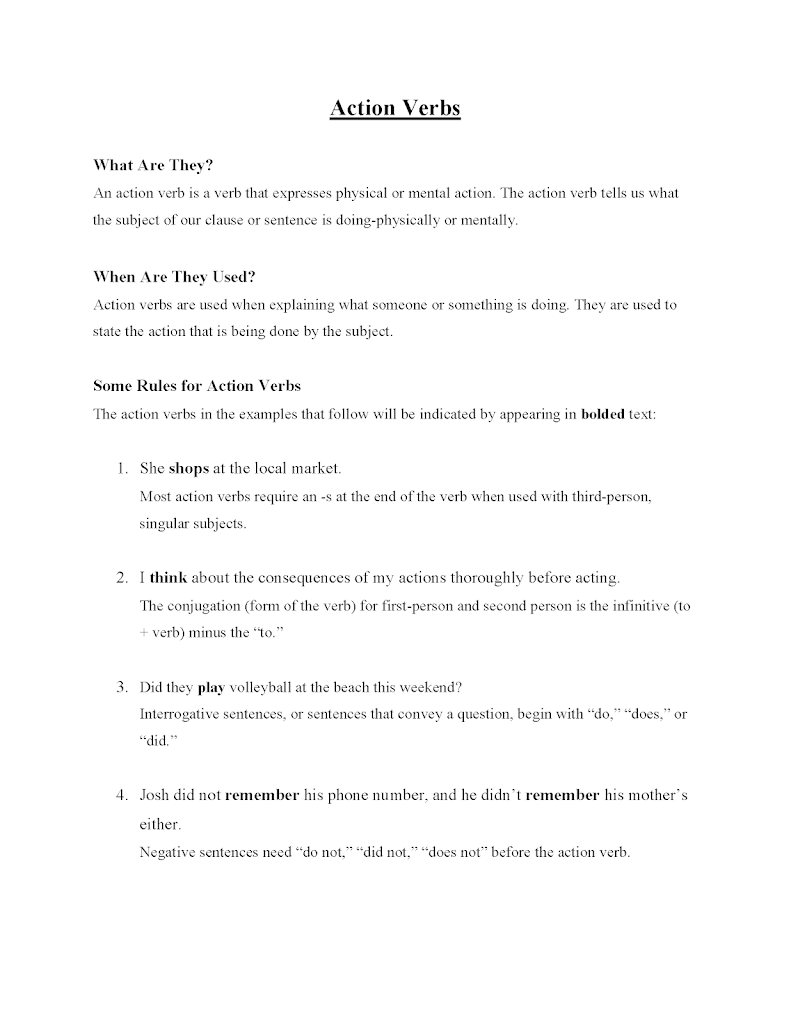 Action Verbs
What Are They?
An action verb is a verb that expresses physical or mental action. The action verb tells us what
the subject of our clause or sentence is doing-physically or mentally.
When Are They Used?
Action verbs are used when explaining what someone or something is doing. They are used to
state the action that is being done by the subject.
Some Rules for Action Verbs
The action verbs in the examples that follow will be indicated by appearing in bolded text:
1. She shops at the local market.
Most action verbs require an -s at the end of the verb when used with third-person,
singular subjects.
2. I think about the consequences of my actions thoroughly before acting.
The conjugation (form of the verb) for first-person and second person is the infinitive (to
+ verb) minus the “to.”
3. Did they play volleyball at the beach this weekend?
Interrogative sentences, or sentences that convey a question, begin with “do,” “does,” or
“did.”
4. Josh did not remember his phone number, and he didn’t remember his mother’s
either.
Negative sentences need “do not,” “did not,” “does not” before the action verb.